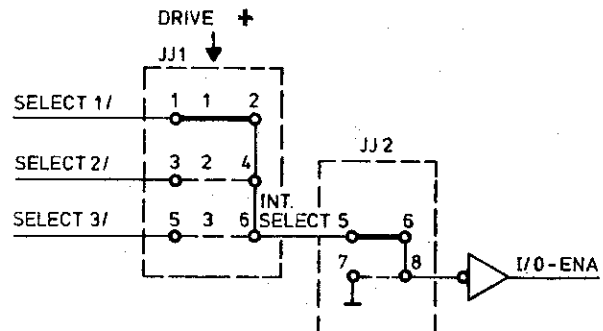 DRIVE +
JJ1
SELECT 1/ 1 1 2
SELECT 2/ 3 2 4
JJ2
INT.
SELECT 3/ 5 3 6 SELECT 5 6
7 8 I/O-ENA